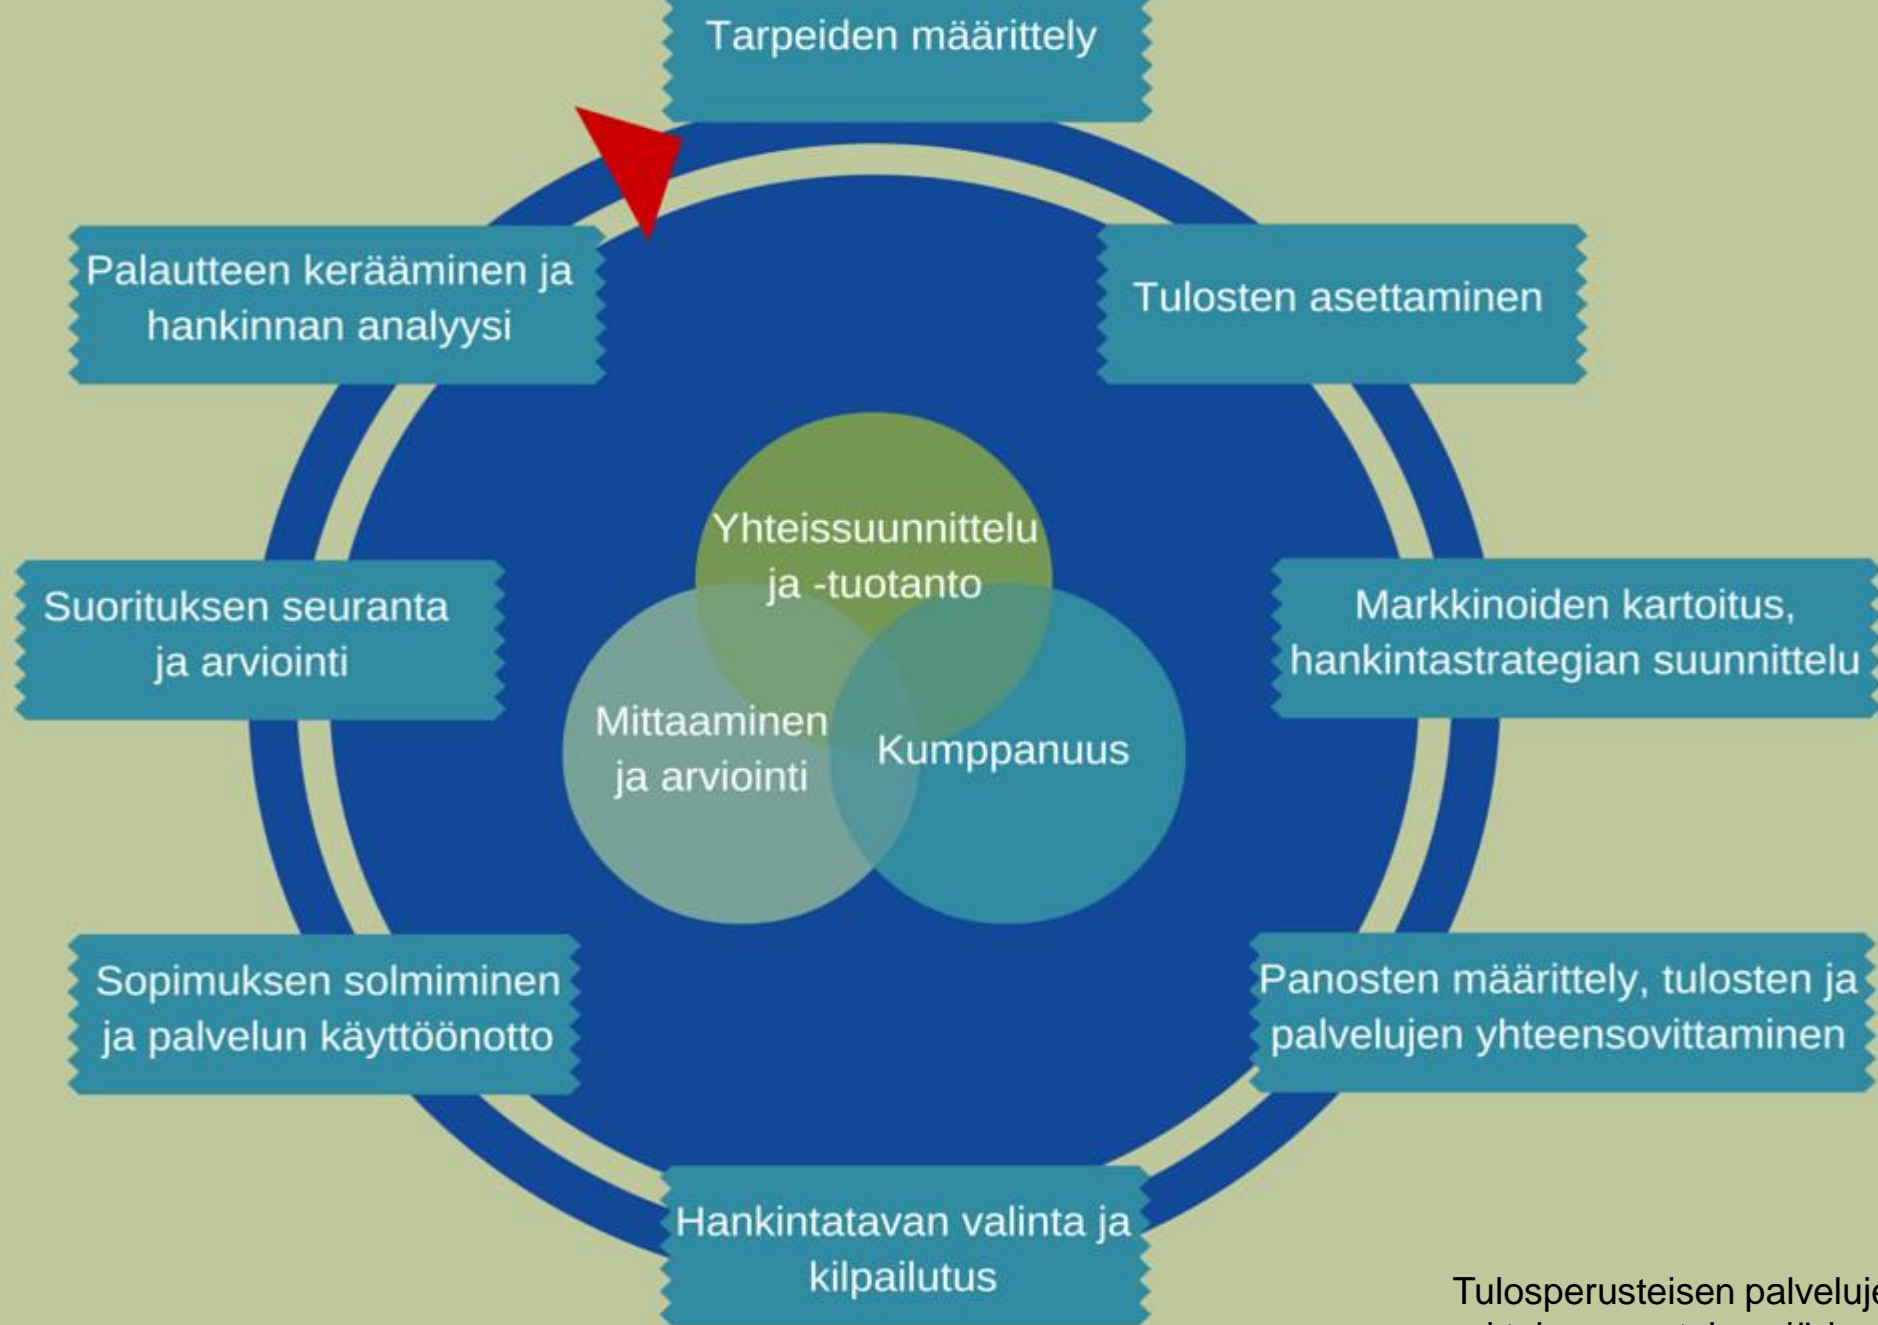 Tarpeiden määrittely
Tulosten asettaminen
Markkinoiden kartoitus,
hankintastrategian suunnittelu
Panosten määrittely, tulosten ja
palvelujen yhteensovittaminen
Hankintatavan valinta ja
kilpailutus
Sopimuksen solmiminen
ja palvelun käyttöönotto
Suorituksen seuranta
ja arviointi
Palautteen kerääminen ja
hankinnan analyysi
Yhteissuunnittelu
ja -tuotanto
Mittaaminen
ja arviointi
Kumppanuus
Tulosperusteisen